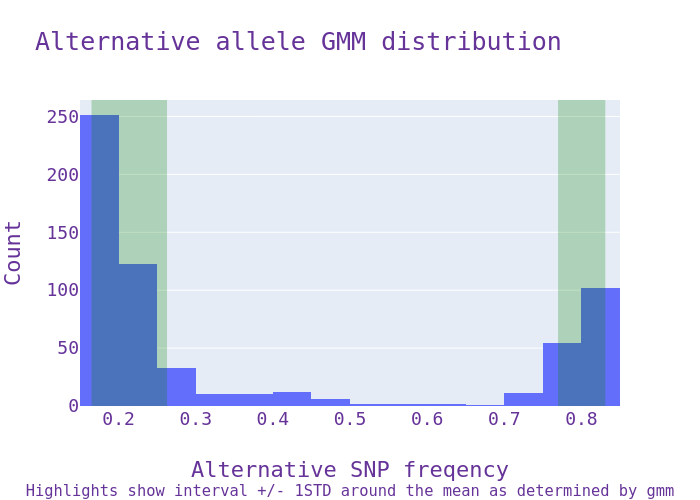 Alternative allele GMM distribution
250
200
150
100
50
0
Count
0.2 0.3 0.4 0.5 0.6 0.7 0.8
Alternative SNP freqency
Highlights show interval +/- 1STD around the mean as determined by gmm